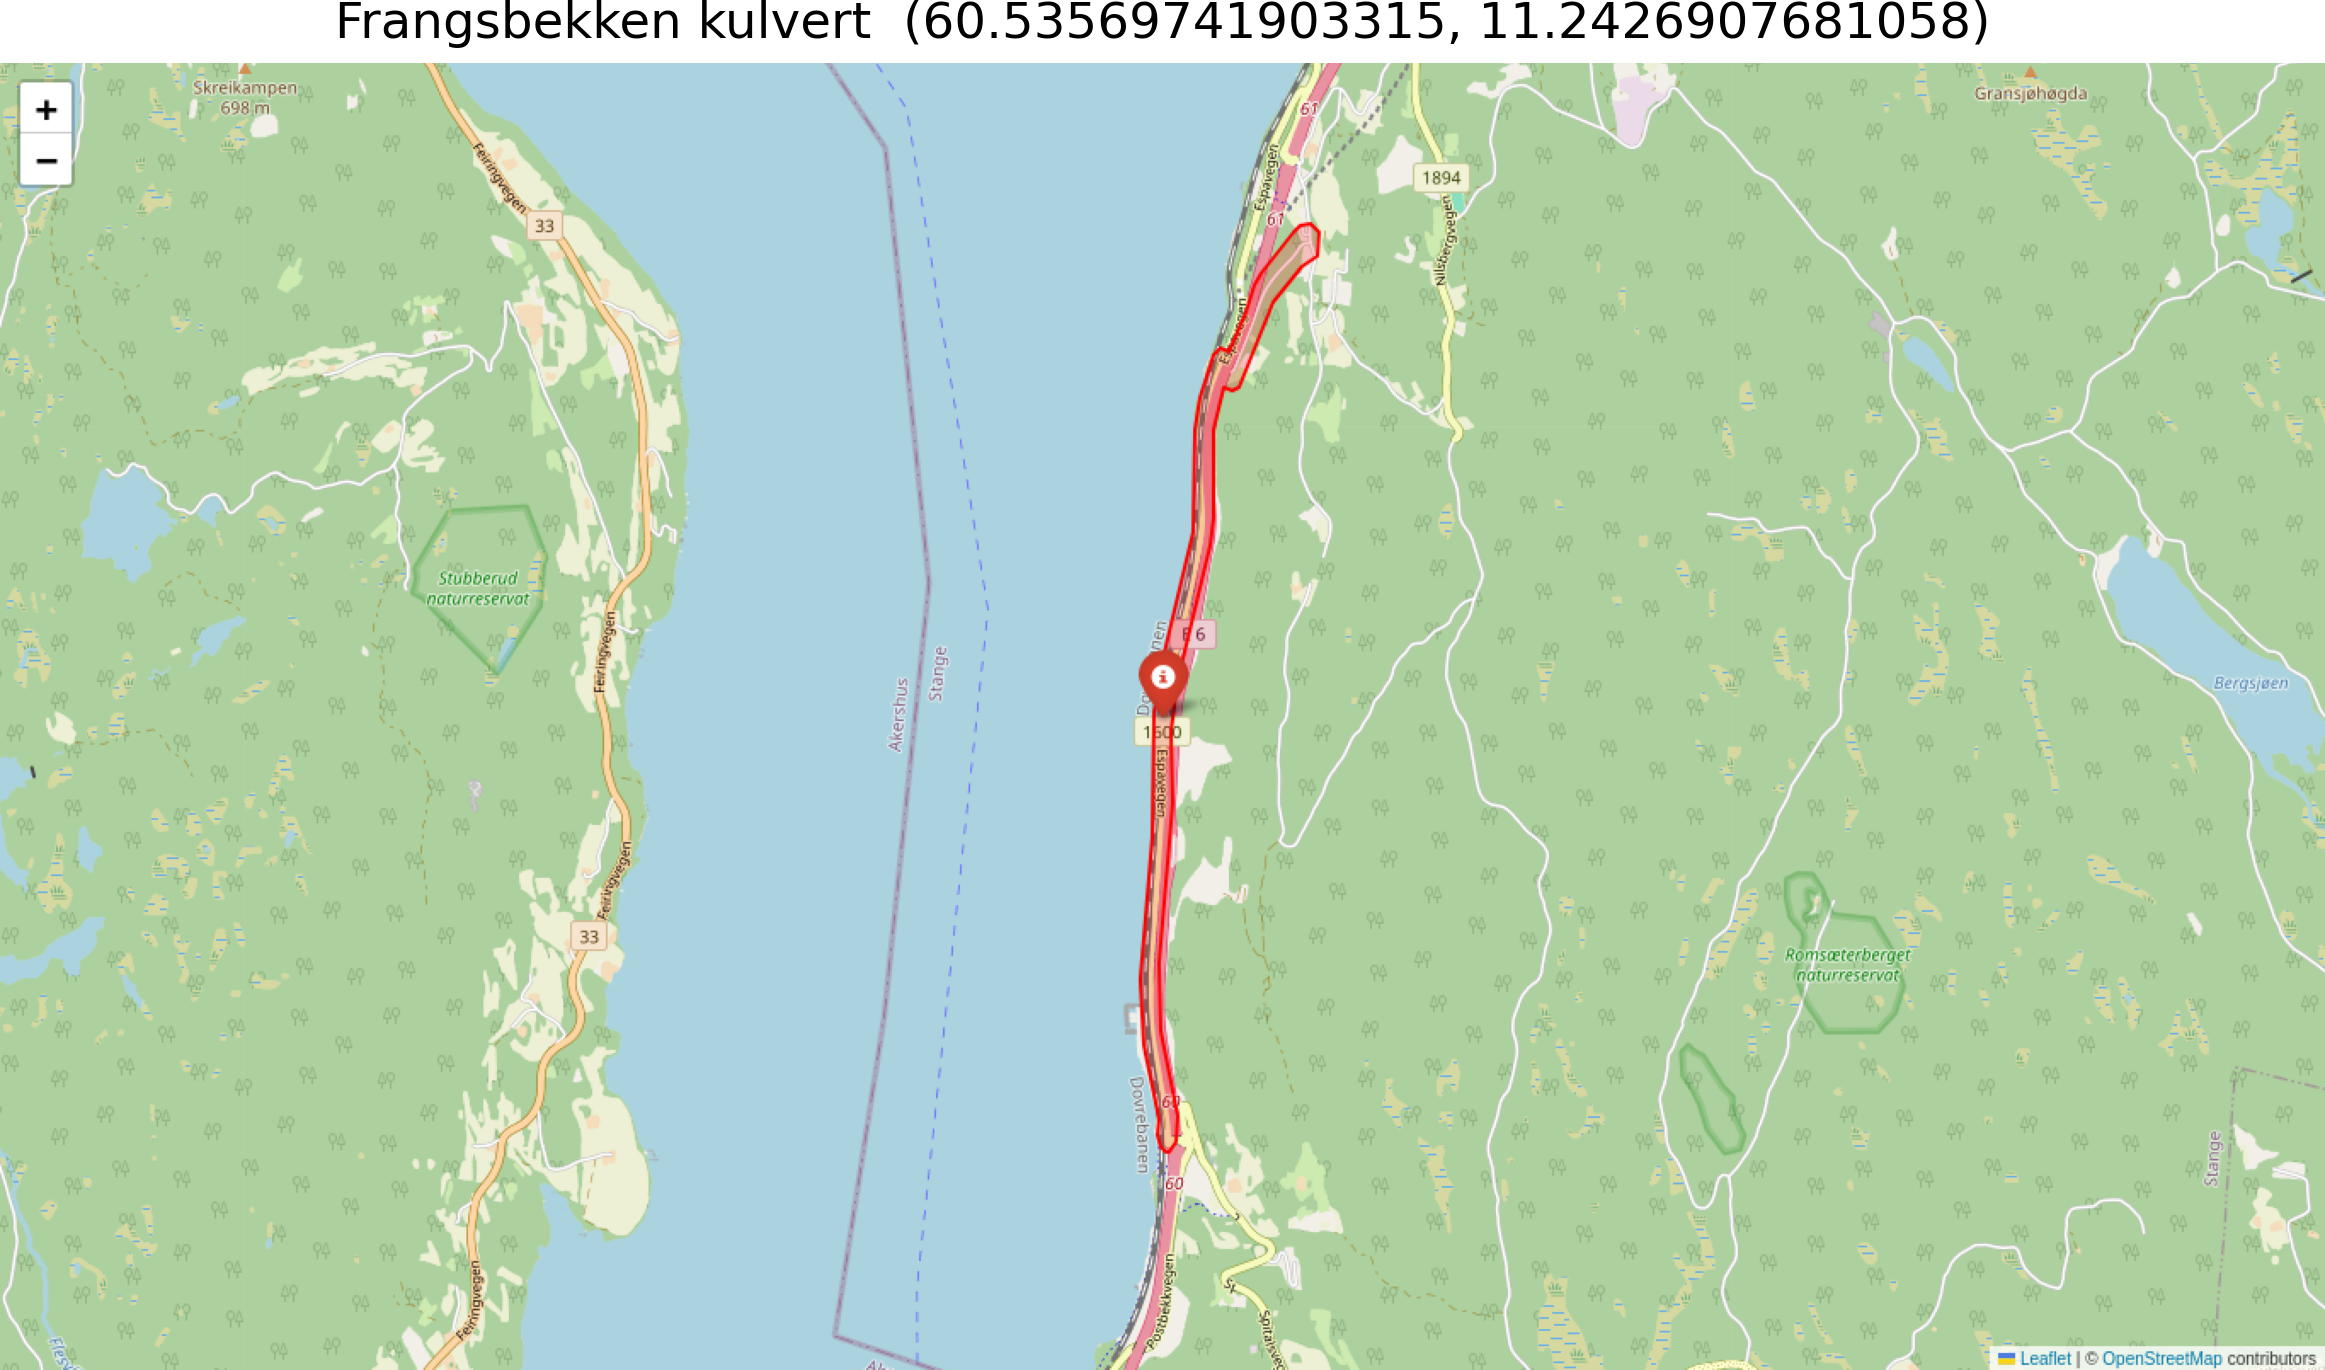 Frangsbekken kulvert (60.53569741903315, 11.2426907681058)
+
−
Skreikampen
698 m
Gransjøhøgda
61
Feiringvegen
Espavegen
1894
33
61
Nilsbergvegen
Espavegen
Stubberud
naturreservat
Feiringvegen
E 6
Stange
Akershus
Bergsjøen
1600
Espavegen
Feiringvegen
33
Romsæterberget
naturreservat
60
Dovrebanen
Stange
60
Postbekkvegen
Feiringvegen
Leaflet | © OpenStreetMap contributors